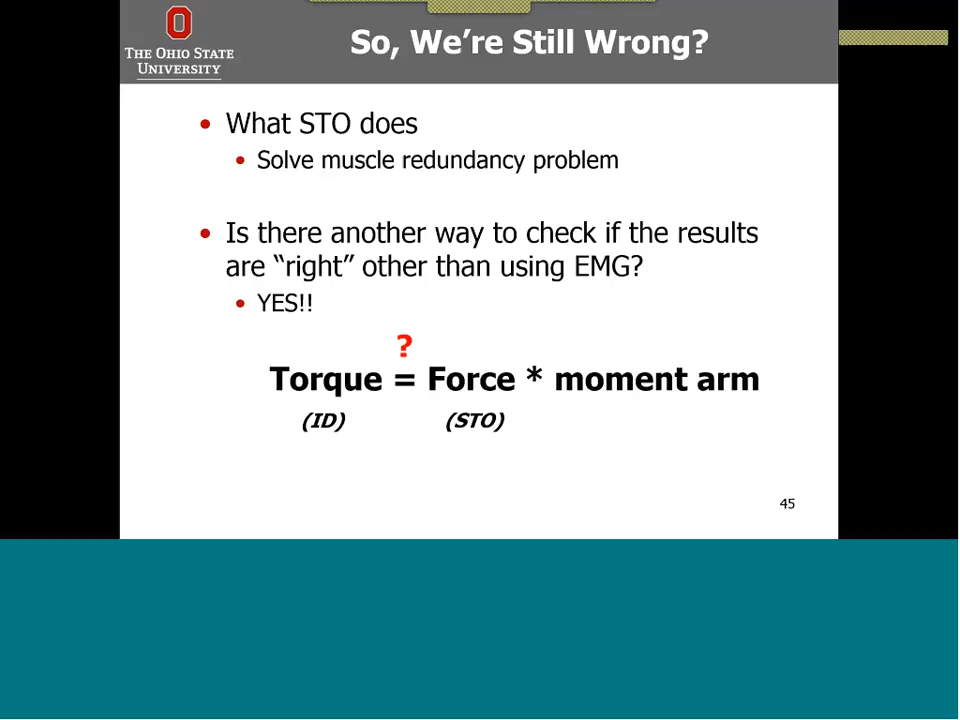 THE OHIO STATE
UNIVERSITY
So, We're Still Wrong?
• What STO does
• Solve muscle redundancy problem
• Is there another way to check if the results
are “right” other than using EMG?
• YES!!
?
Torque = Force * moment arm
(ID) (STO)
45